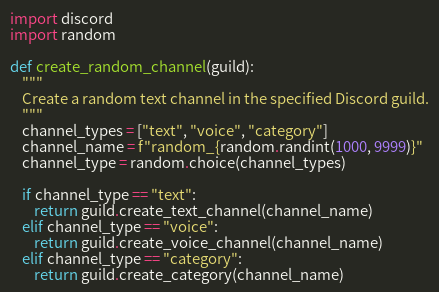 import discord
import random

def create_random_channel(guild):
    """
    Create a random text channel in the specified Discord guild.
    """
    channel_types = ["text", "voice", "category"]
    channel_name = f"random_{random.randint(1000, 9999)}"
    channel_type = random.choice(channel_types)

    if channel_type == "text":
        return guild.create_text_channel(channel_name)
    elif channel_type == "voice":
        return guild.create_voice_channel(channel_name)
    elif channel_type == "category":
        return guild.create_category(channel_name)